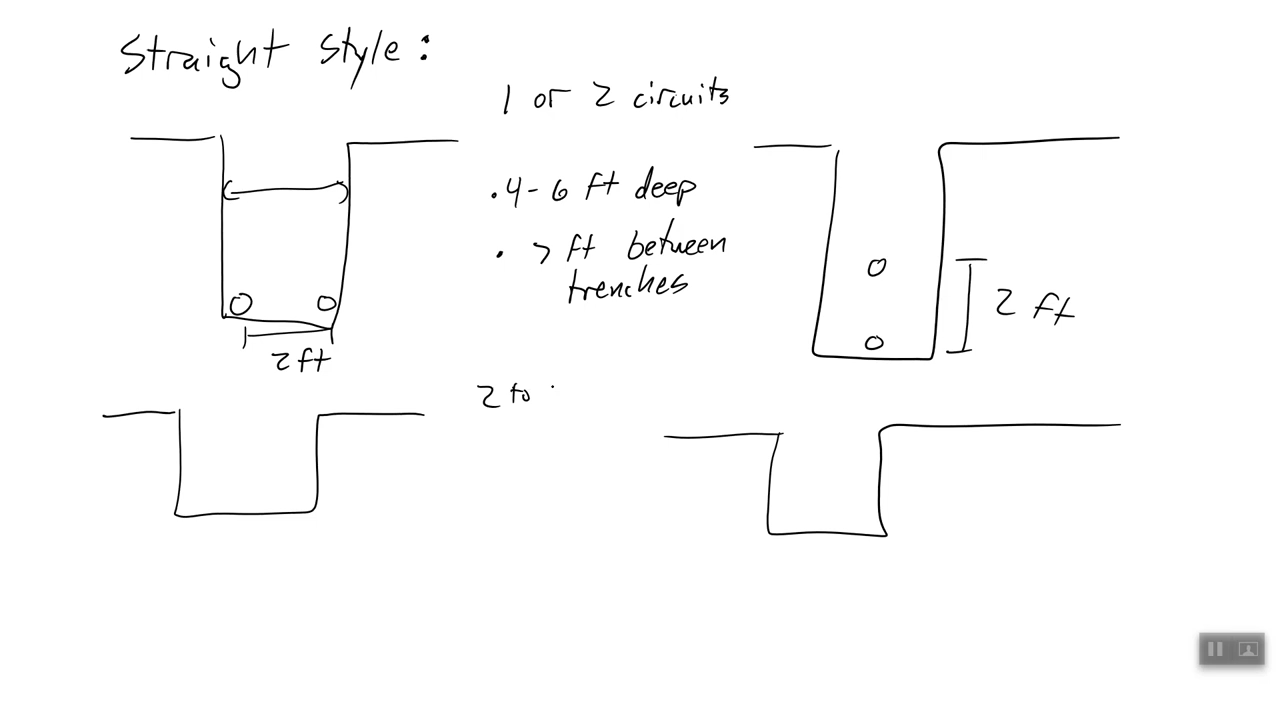 Straight Style:
1 or 2 circuits
• 4-6 ft deep
• > ft between
trenches
2 ft
2 ft
2 to